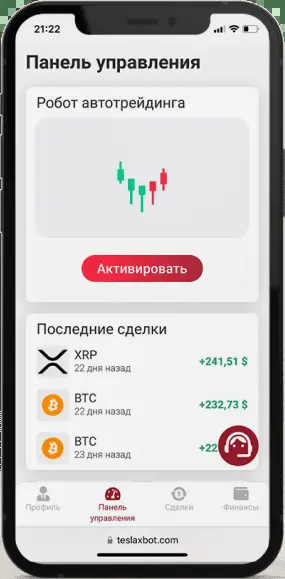 21:22
Панель управления
Робот автотрейдинга
Активировать
Последние сделки
XRP
+241,51 $
22 дня назад
BTC
+232,73 $
22 дня назад
BTC
+22
23 дня назад
Профиль
Панель управления
Сделки
Финансы
teslaxbot.com